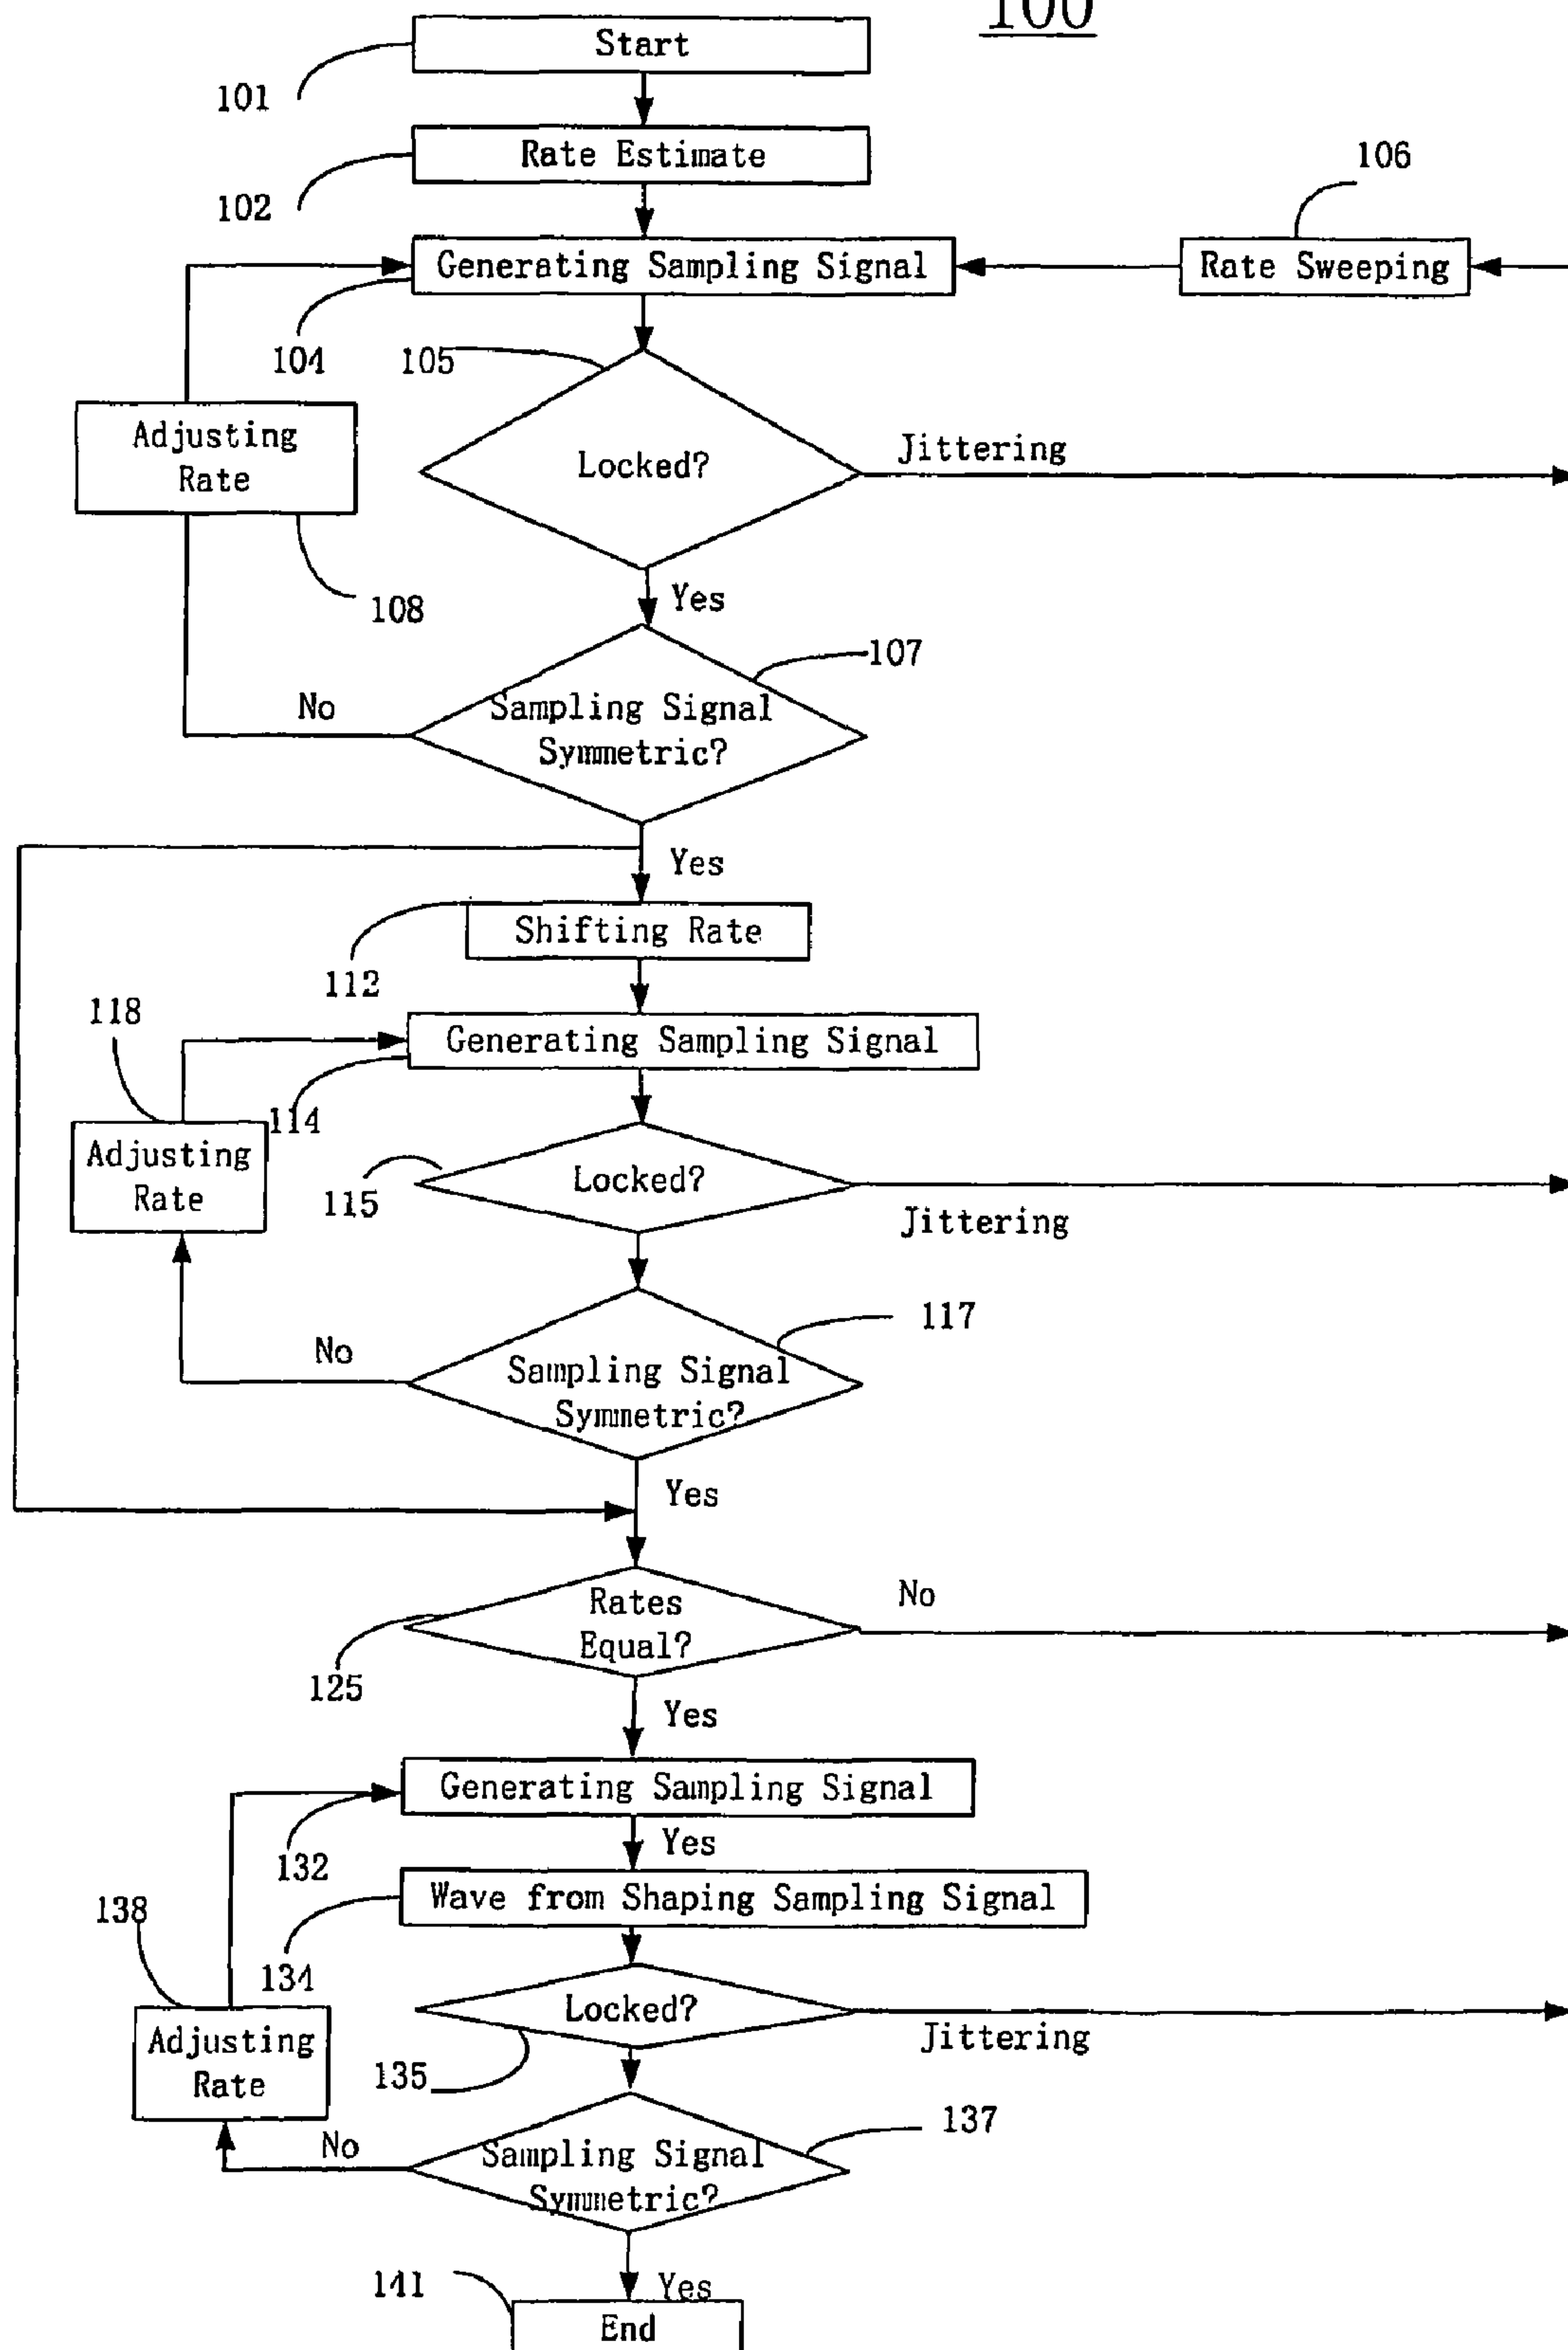 100
Start
101
Rate Estimate
102
106
Generating Sampling Signal
Rate Sweeping
104
105
Adjusting
Rate
Locked?
Jittering
108
Yes
107
No
Sampling Signal
Symmetric?
Yes
Shifting Rate
112
118
Generating Sampling Signal
114
Adjusting
Rate
Locked?
115
Jittering
117
No
Sampling Signal
Symmetric?
Yes
Rates
Equal?
No
125
Yes
Generating Sampling Signal
Yes
132
Wave from Shaping Sampling Signal
138
134
Locked?
Jittering
Adjusting
Rate
135
137
No
Sampling Signal
Symmetric?
141
Yes
End